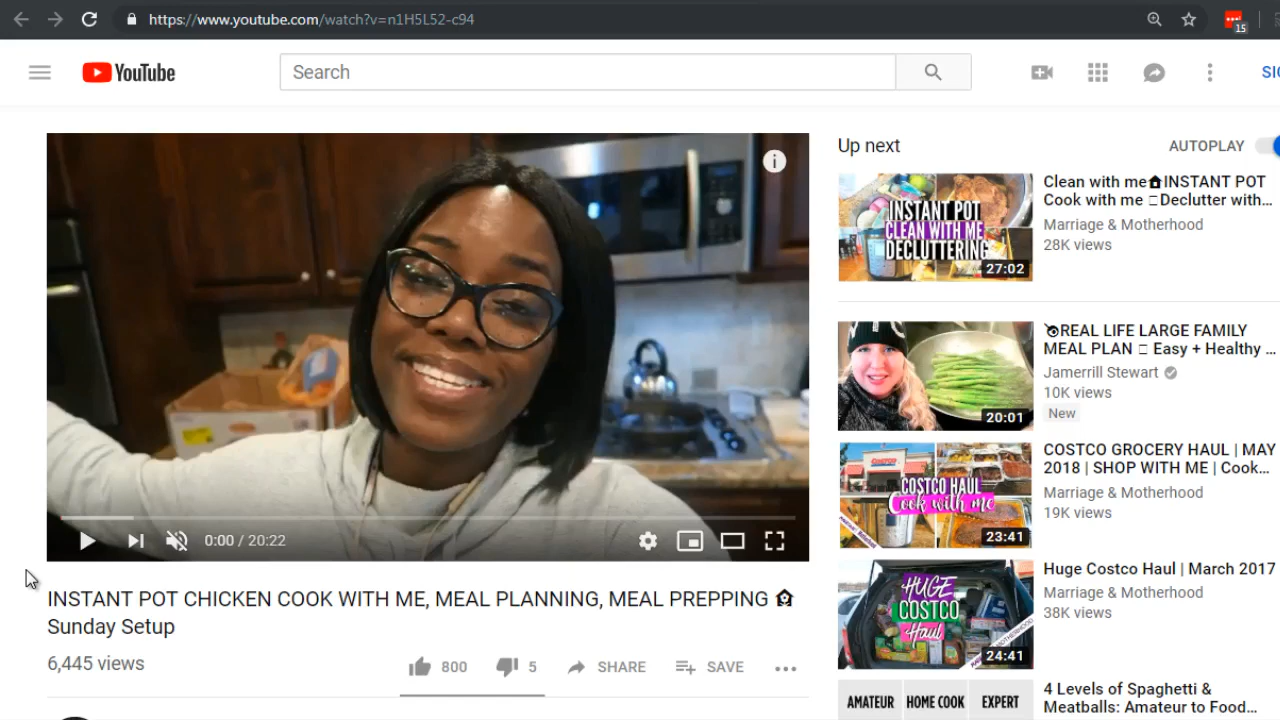 https://www.youtube.com/watch?v=n1H5L52-c94
15
YouTube
Search
SIG
Up next
AUTOPLAY
INSTANT POT
CLEAN WITH ME
DECLUTTERING
27:02
Clean with me INSTANT POT
Cook with me Declutter with...
Marriage & Motherhood
28K views
20:01
REAL LIFE LARGE FAMILY
MEAL PLAN Easy + Healthy ...
Jamerrill Stewart
10K views
New
COSTCO HAUL
Cook with me
23:41
COSTCO GROCERY HAUL | MAY
2018 | SHOP WITH ME | Cook...
Marriage & Motherhood
19K views
HUGE
COSTCO
Haul
24:41
Huge Costco Haul | March 2017
Marriage & Motherhood
38K views
AMATEUR HOME COOK EXPERT
4 Levels of Spaghetti &
Meatballs: Amateur to Food...
0:00 / 20:22
INSTANT POT CHICKEN COOK WITH ME, MEAL PLANNING, MEAL PREPPING
Sunday Setup
6,445 views
800
5
SHARE
SAVE